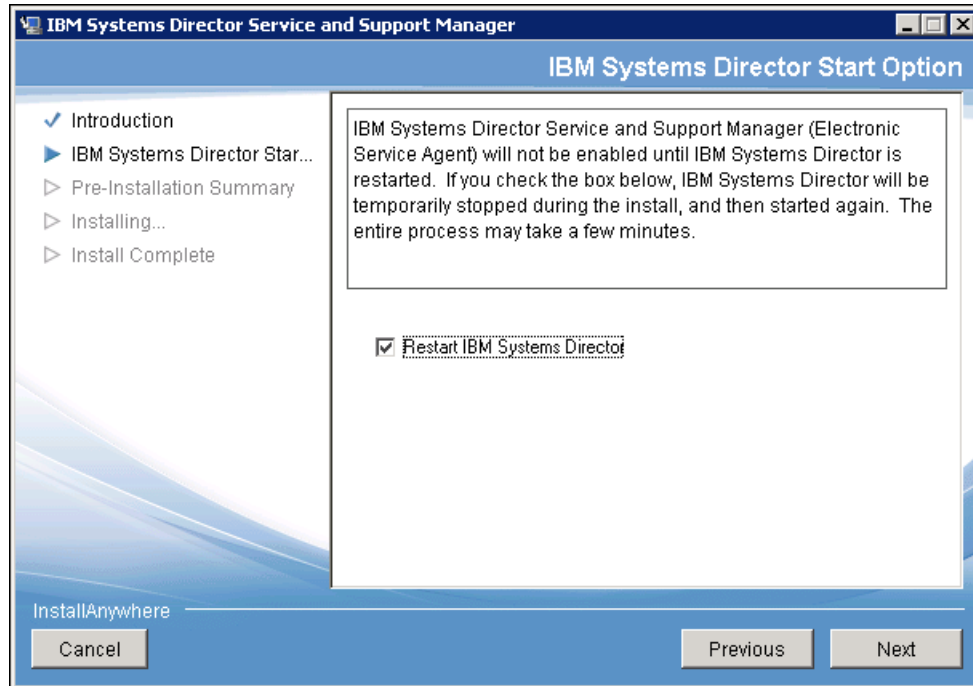 IBM Systems Director Service and Support Manager
IBM Systems Director Start Option
Introduction
IBM Systems Director Star...
Pre-Installation Summary
Installing...
Install Complete
IBM Systems Director Service and Support Manager (Electronic
Service Agent) will not be enabled until IBM Systems Director is
restarted. If you check the box below, IBM Systems Director will be
temporarily stopped during the install, and then started again. The
entire process may take a few minutes.
Restart IBM Systems Director
InstallAnywhere
Cancel
Previous
Next